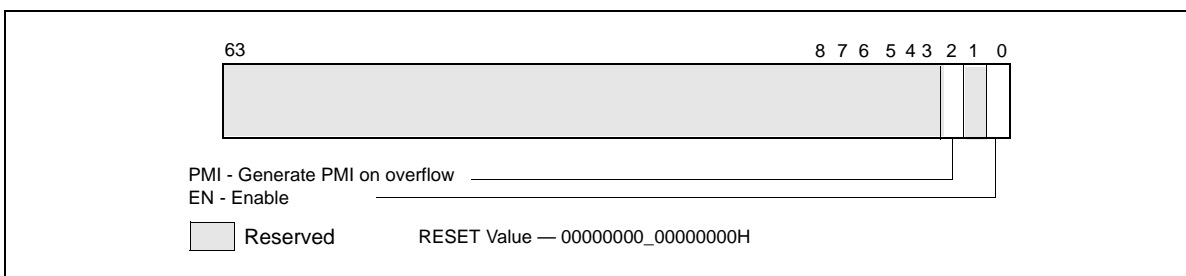 63 8 7 6 5 4 3 2 1 0
PMI - Generate PMI on overflow
EN - Enable
Reserved RESET Value — 00000000_00000000H